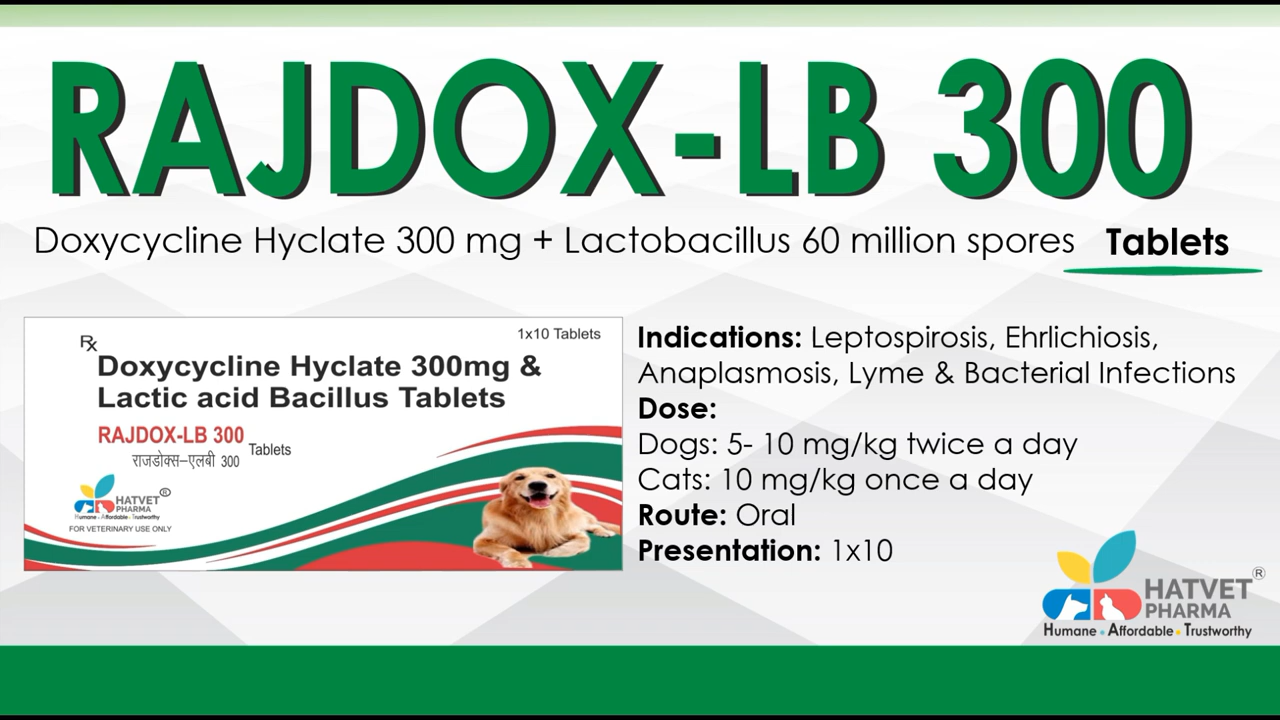 RAJDOX-LB 300
Doxycycline Hyclate 300 mg + Lactobacillus 60 million spores Tablets
Rx
1x10 Tablets
Doxycycline Hyclate 300mg &
Lactic acid Bacillus Tablets
RAJDOX-LB 300 Tablets
राजडोक्स–एलबी 300
HATVET ®
PHARMA
Humane • Affordable • Trustworthy
FOR VETERINARY USE ONLY
Indications: Leptospirosis, Ehrlichiosis,
Anaplasmosis, Lyme & Bacterial Infections
Dose:
Dogs: 5- 10 mg/kg twice a day
Cats: 10 mg/kg once a day
Route: Oral
Presentation: 1x10
HATVET ®
PHARMA
Humane • Affordable • Trustworthy